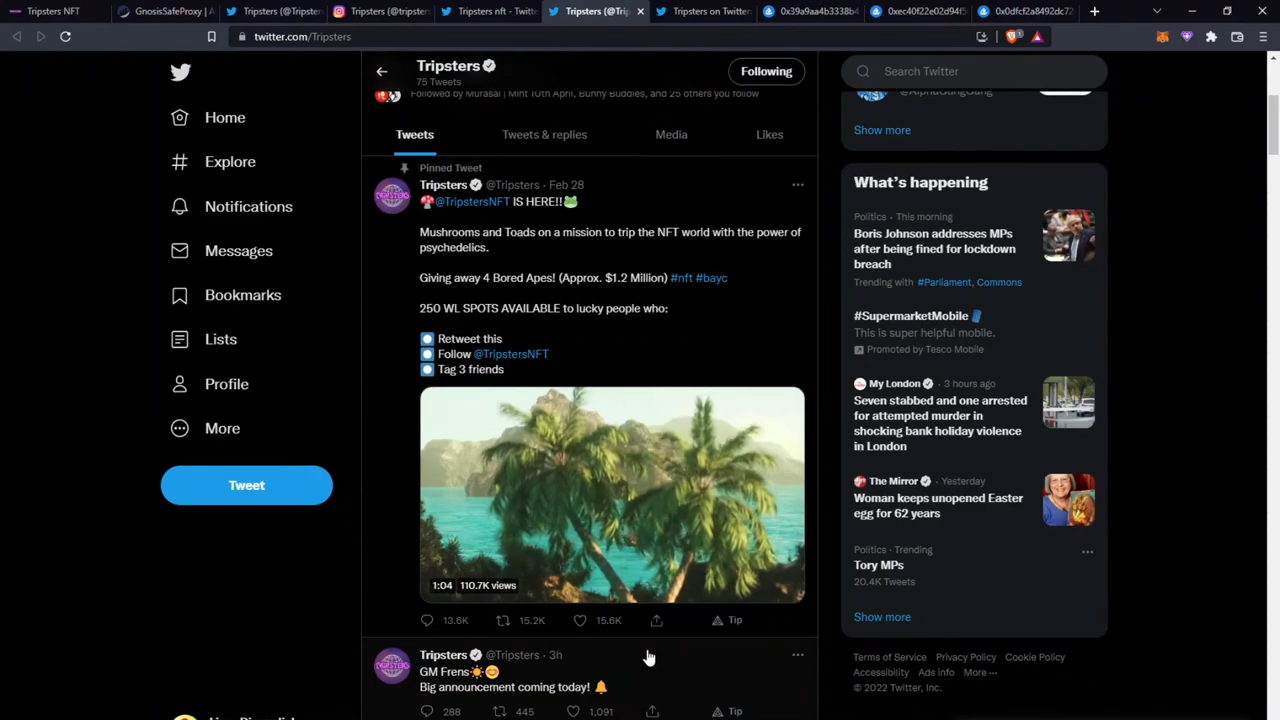 Tripsters NFT
GnosisSafeProxy | A
Tripsters (@Tripster
Tripsters (@tripster
Tripsters nft - Twitt
Tripsters (@Trip
Tripsters on Twitter
0x39a9aa4b3338b4
0xec40f22e02d94f5
0x0dfcf2a8492dc72
twitter.com/Tripsters
Tripsters
75 Tweets
Following
Followed by Murasai | Mint 10th April, Bunny Buddies, and 25 others you follow
Tweets
Tweets & replies
Media
Likes
Home
Explore
Notifications
Messages
Bookmarks
Lists
Profile
More
Tweet
Pinned Tweet
Tripsters @Tripsters · Feb 28
🍄@TripstersNFT IS HERE!!🐸
Mushrooms and Toads on a mission to trip the NFT world with the power of
psychedelics.
Giving away 4 Bored Apes! (Approx. $1.2 Million) #nft #bayc
250 WL SPOTS AVAILABLE to lucky people who:
Retweet this
Follow @TripstersNFT
Tag 3 friends
1:04 110.7K views
13.6K 15.2K 15.6K Tip
Tripsters @Tripsters · 3h
GM Frens☀️😊
Big announcement coming today! 🔔
288 445 1,091 Tip
Search Twitter
@AlphaGangGang
Show more
What's happening
Politics · This morning
Boris Johnson addresses MPs
after being fined for lockdown
breach
Trending with #Parliament, Commons
#SupermarketMobile
This is super helpful mobile.
Promoted by Tesco Mobile
My London · 3 hours ago
Seven stabbed and one arrested
for attempted murder in
shocking bank holiday violence
in London
The Mirror · Yesterday
Woman keeps unopened Easter
egg for 62 years
Politics · Trending
Tory MPs
20.4K Tweets
Show more
Terms of Service Privacy Policy Cookie Policy
Accessibility Ads info More ···
© 2022 Twitter, Inc.